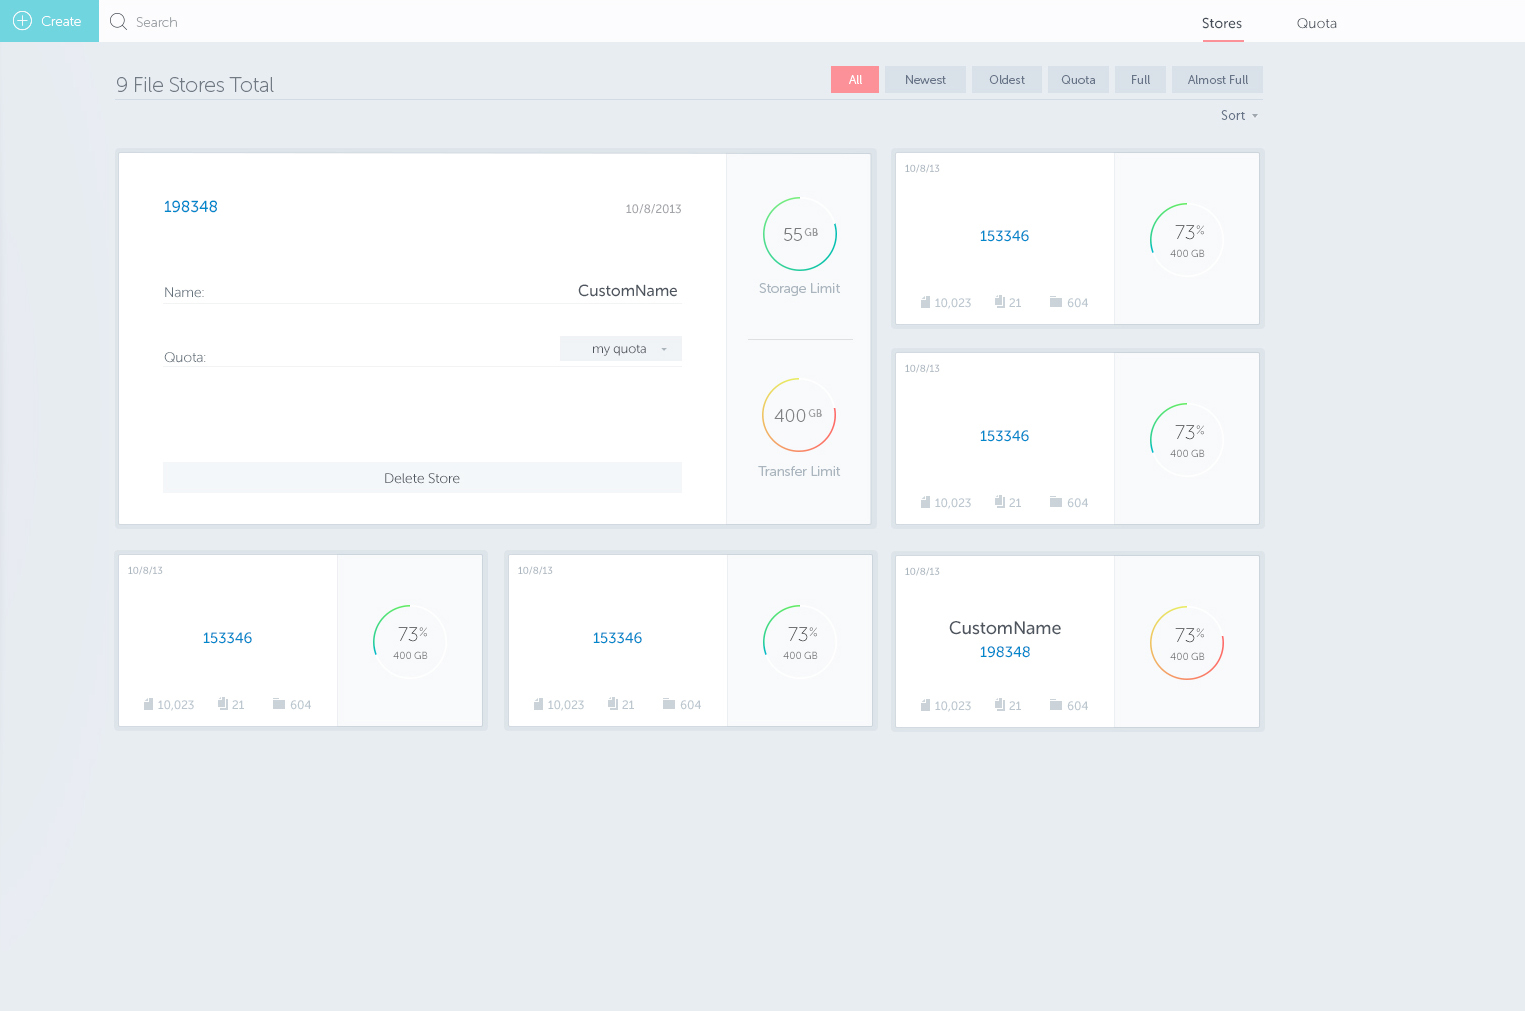 Create
Search
Stores
Quota
9 File Stores Total
All
Newest
Oldest
Quota
Full
Almost Full
Sort
198348
10/8/2013
Name:
CustomName
Quota:
my quota
Delete Store
55 GB
Storage Limit
400 GB
Transfer Limit
10/8/13
153346
10,023
21
604
73%
400 GB
10/8/13
153346
10,023
21
604
73%
400 GB
10/8/13
153346
10,023
21
604
73%
400 GB
10/8/13
153346
10,023
21
604
73%
400 GB
10/8/13
CustomName
198348
10,023
21
604
73%
400 GB